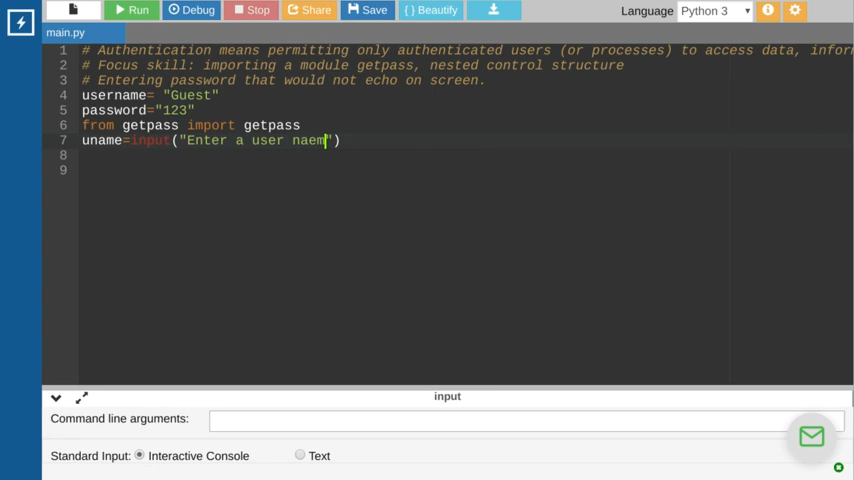 Run Debug Stop Share Save { } Beautify Language Python 3
main.py
1 # Authentication means permitting only authenticated users (or processes) to access data, infor
2 # Focus skill: importing a module getpass, nested control structure
3 # Entering password that would not echo on screen.
4 username= "Guest"
5 password="123"
6 from getpass import getpass
7 uname=input("Enter a user naem")
8
9
input
Command line arguments:
Standard Input: Interactive Console Text